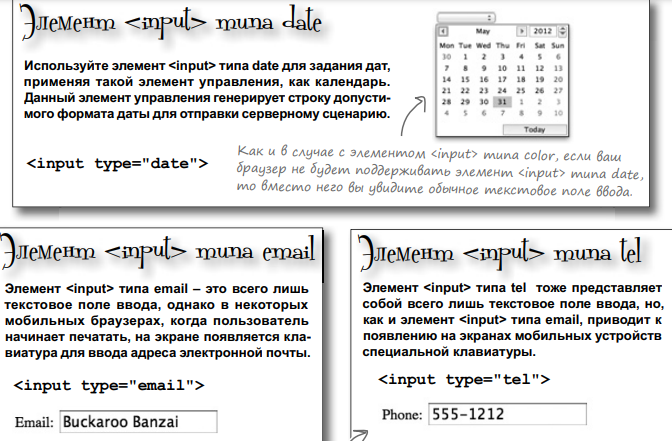 Элемент <input> типа date
Используйте элемент <input> типа date для задания дат,
применяя такой элемент управления, как календарь.
Данный элемент управления генерирует строку допусти-
мого формата даты для отправки серверному сценарию.
<input type="date">
May 2012
Mon Tue Wed Thu Fri Sat Sun
30 1 2 3 4 5 6
7 8 9 10 11 12 13
14 15 16 17 18 19 20
21 22 23 24 25 26 27
28 29 30 31 1 2 3
4 5 6 7 8 9 10
Today
Как и в случае с элементом <input> типа color, если ваш
браузер не будет поддерживать элемент <input> типа date,
то вместо него вы увидите обычное текстовое поле ввода.
Элемент <input> типа email
Элемент <input> типа email – это всего лишь
текстовое поле ввода, однако в некоторых
мобильных браузерах, когда пользователь
начинает печатать, на экране появляется кла-
виатура для ввода адреса электронной почты.
<input type="email">
Email: Buckaroo Banzai
Элемент <input> типа tel
Элемент <input> типа tel тоже представляет
собой всего лишь текстовое поле ввода, но,
как и элемент <input> типа email, приводит к
появлению на экранах мобильных устройств
специальной клавиатуры.
<input type="tel">
Phone: 555-1212